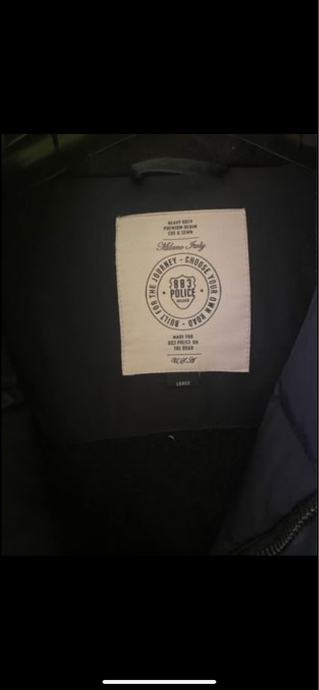 HEAVY DUTY
PREMIUM DENIM
CUT & SEWN
Milano Italy
BUILT FOR THE JOURNEY - CHOOSE YOUR OWN ROAD -
883
POLICE
MADE FOR
883 POLICE ON
THE ROAD
U.S.A
LARGE